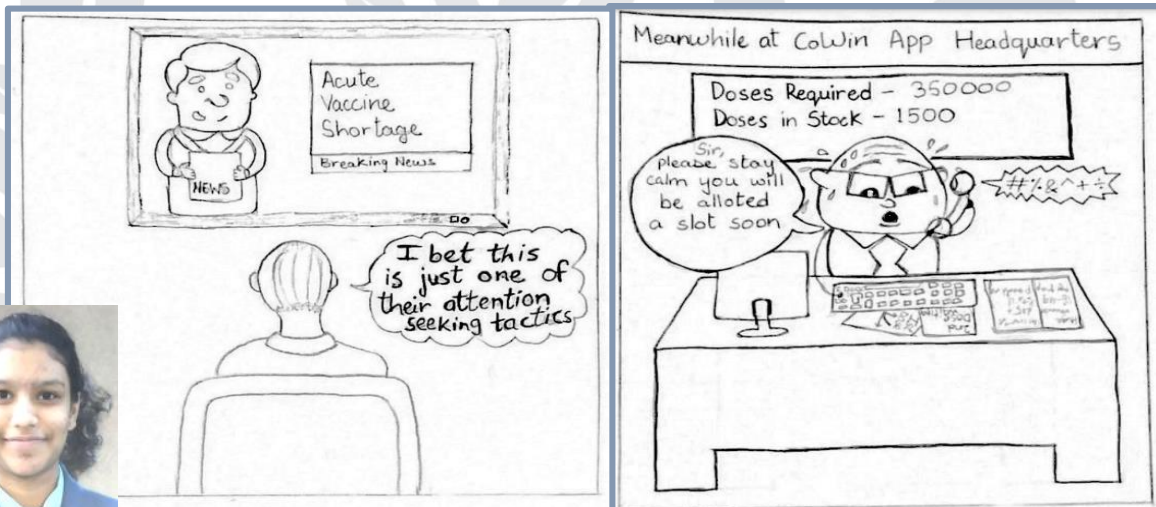 Acute
Vaccine
Shortage
Breaking News
NEWS
I bet this
is just one of
their attention
seeking tactics
Meanwhile at CoWin App Headquarters
Doses Required - 350000
Doses in Stock - 1500
Sir,
please stay
calm you will
be alloted
a slot soon
#%&^++÷